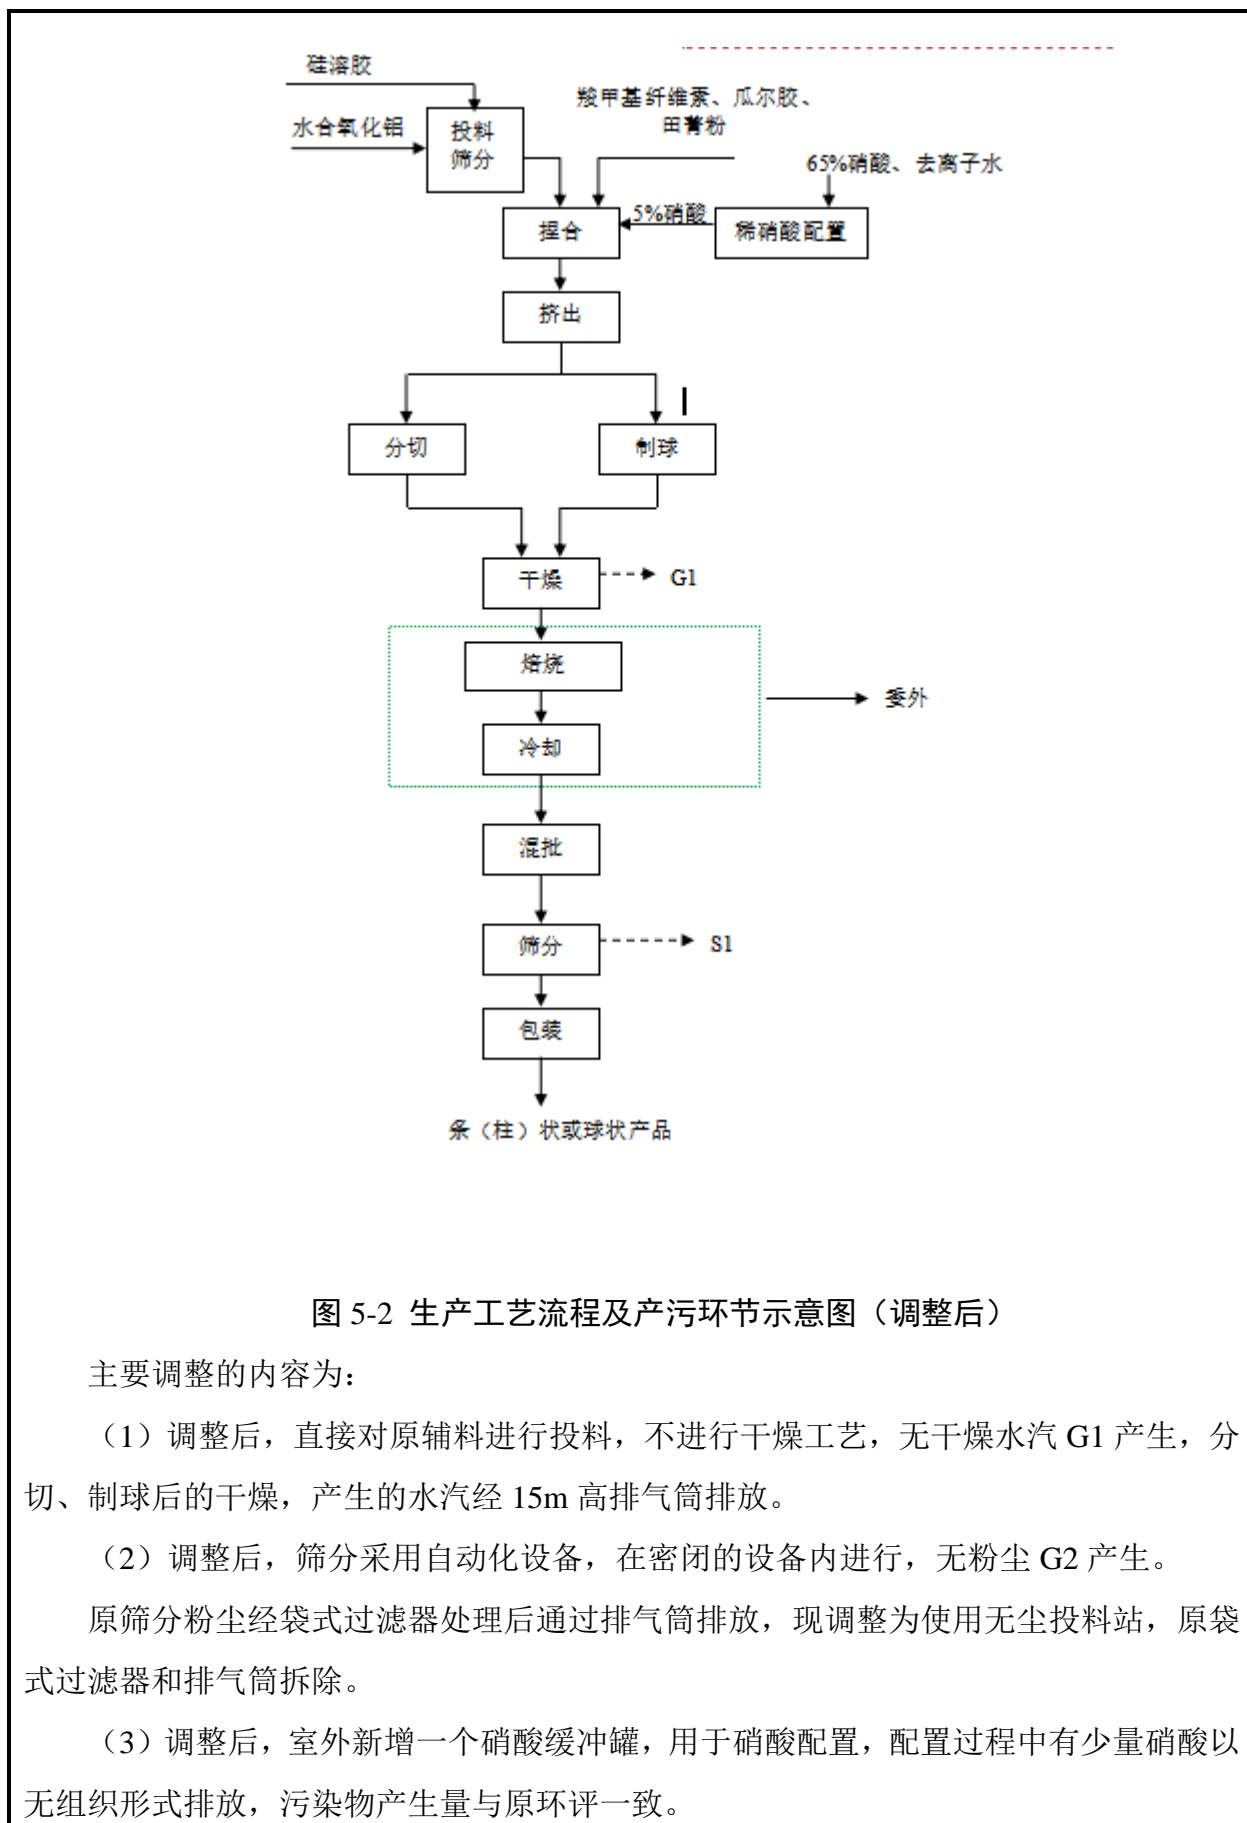 硅溶胶
羧甲基纤维素、瓜尔胶、
田菁粉
水合氧化铝
投料
筛分
65%硝酸、去离子水
捏合
5%硝酸
稀硝酸配置
挤出
分切
制球
干燥
G1
焙烧
委外
冷却
混批
筛分
S1
包装
条（柱）状或球状产品
图 5-2 生产工艺流程及产污环节示意图（调整后）
主要调整的内容为：
（1）调整后，直接对原辅料进行投料，不进行干燥工艺，无干燥水汽 G1 产生，分
切、制球后的干燥，产生的水汽经 15m 高排气筒排放。
（2）调整后，筛分采用自动化设备，在密闭的设备内进行，无粉尘 G2 产生。
原筛分粉尘经袋式过滤器处理后通过排气筒排放，现调整为使用无尘投料站，原袋
式过滤器和排气筒拆除。
（3）调整后，室外新增一个硝酸缓冲罐，用于硝酸配置，配置过程中有少量硝酸以
无组织形式排放，污染物产生量与原环评一致。